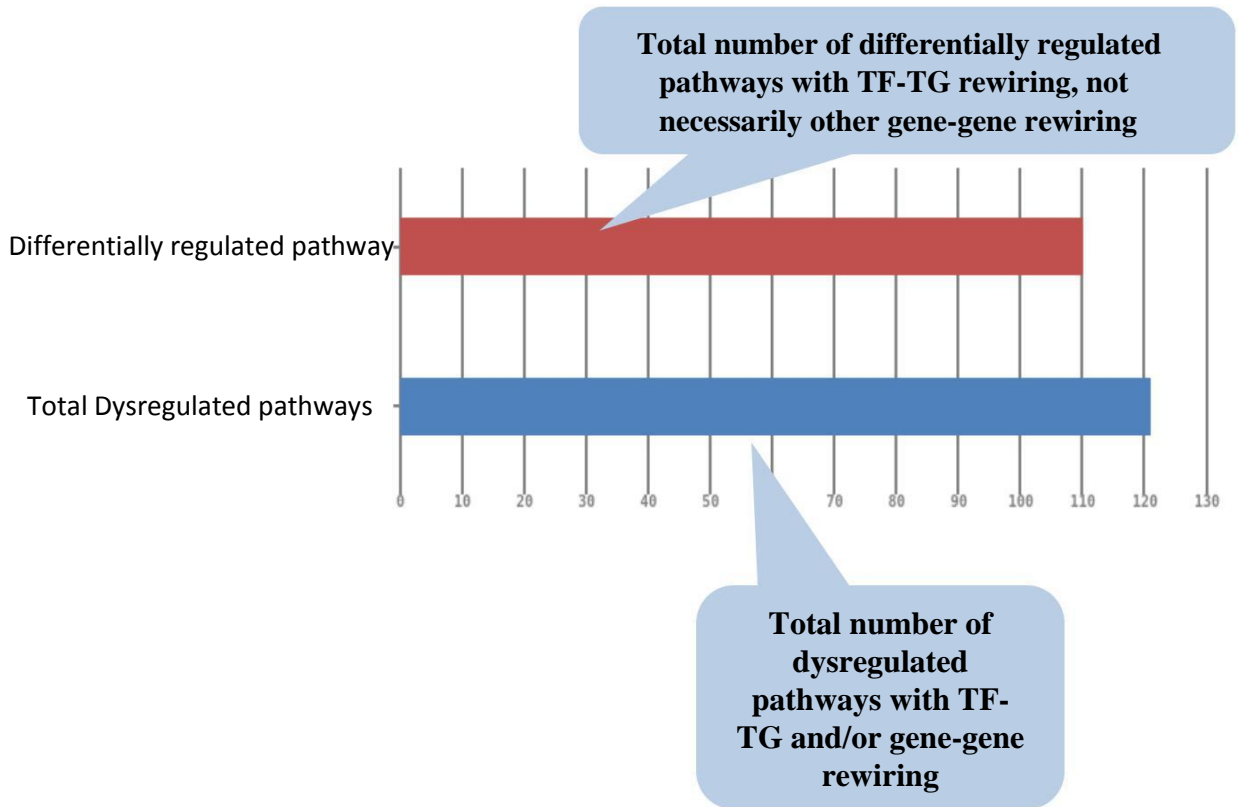 Total number of differentially regulated
pathways with TF-TG rewiring, not
necessarily other gene-gene rewiring
Differentially regulated pathway
Total Dysregulated pathways
0 10 20 30 40 50 70 80 90 100 110 120 130
Total number of
dysregulated
pathways with TF-
TG and/or gene-gene
rewiring